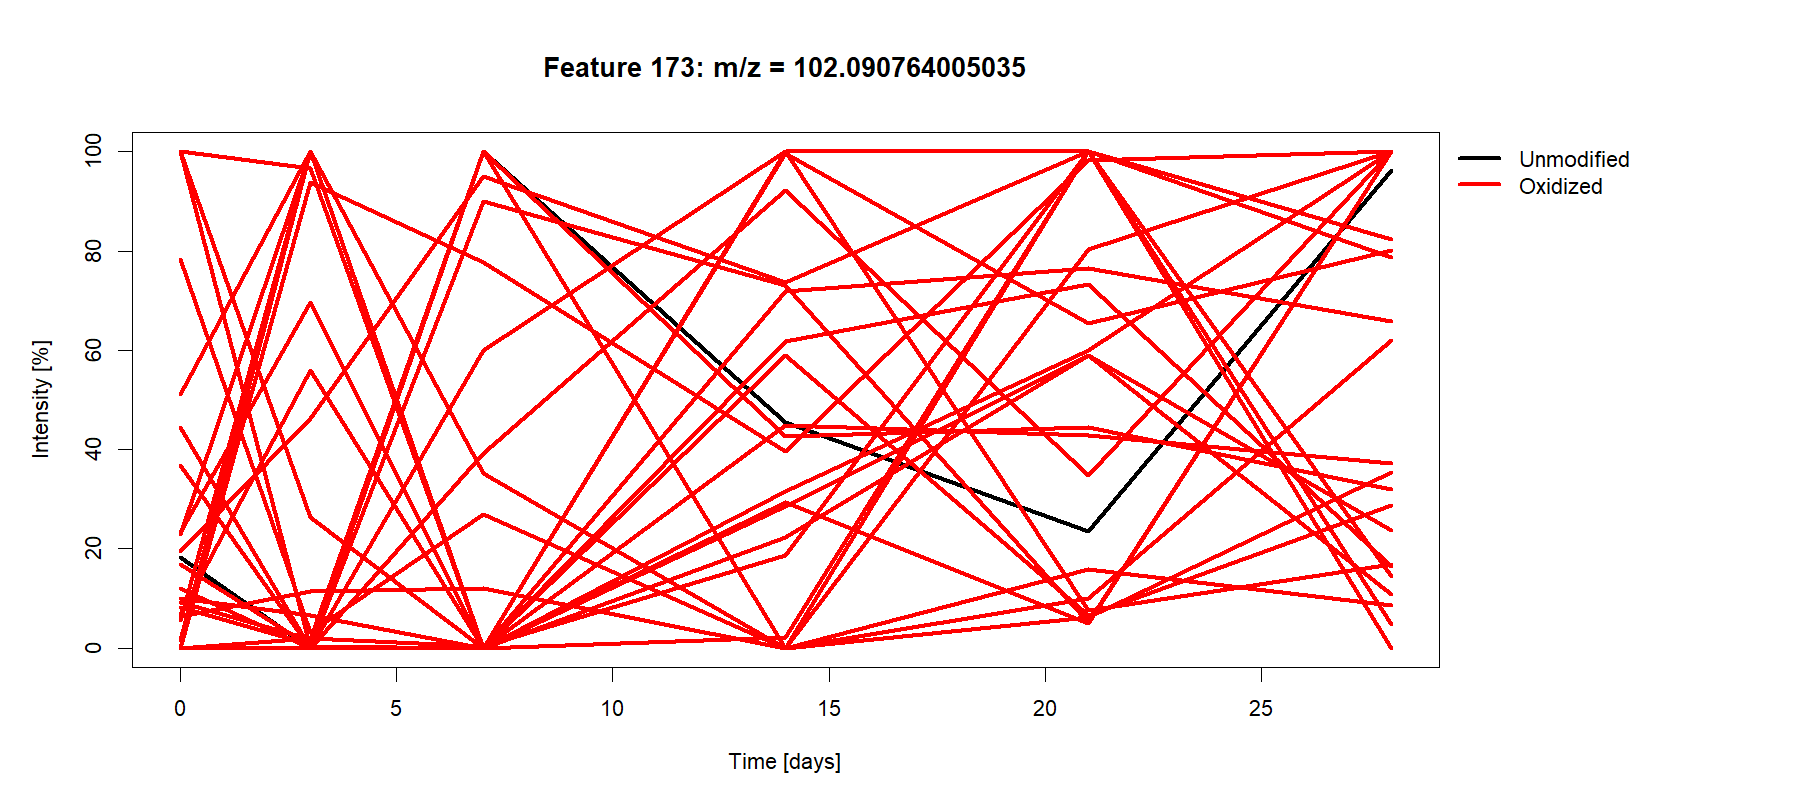 Feature 173: m/z = 102.090764005035
Unmodified
Oxidized
100
80
60
40
20
0
Intensity [%]
0 5 10 15 20 25
Time [days]